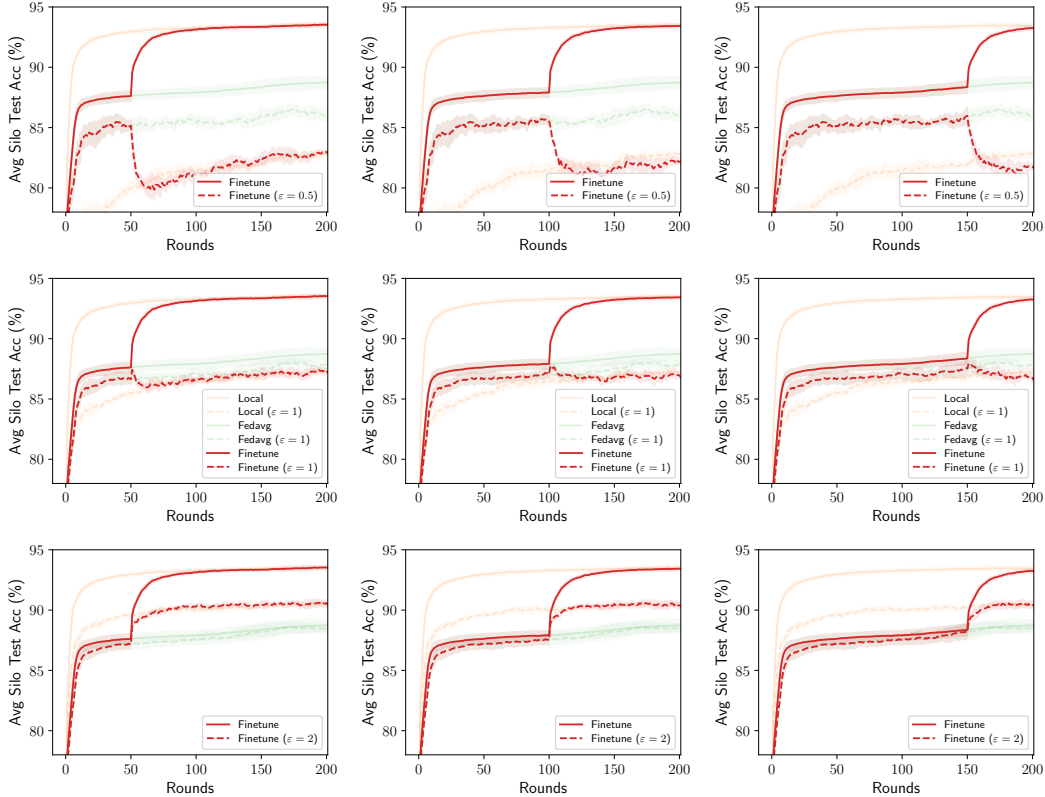 95
90
85
80
Avg Silo Test Acc (%)
0 50 100 150 200
Rounds
Finetune
Finetune (ε = 0.5)
95
90
85
80
Avg Silo Test Acc (%)
0 50 100 150 200
Rounds
Finetune
Finetune (ε = 0.5)
95
90
85
80
Avg Silo Test Acc (%)
0 50 100 150 200
Rounds
Finetune
Finetune (ε = 0.5)
95
90
85
80
Avg Silo Test Acc (%)
0 50 100 150 200
Rounds
Local
Local (ε = 1)
Fedavg
Fedavg (ε = 1)
Finetune
Finetune (ε = 1)
95
90
85
80
Avg Silo Test Acc (%)
0 50 100 150 200
Rounds
Local
Local (ε = 1)
Fedavg
Fedavg (ε = 1)
Finetune
Finetune (ε = 1)
95
90
85
80
Avg Silo Test Acc (%)
0 50 100 150 200
Rounds
Local
Local (ε = 1)
Fedavg
Fedavg (ε = 1)
Finetune
Finetune (ε = 1)
95
90
85
80
Avg Silo Test Acc (%)
0 50 100 150 200
Rounds
Finetune
Finetune (ε = 2)
95
90
85
80
Avg Silo Test Acc (%)
0 50 100 150 200
Rounds
Finetune
Finetune (ε = 2)
95
90
85
80
Avg Silo Test Acc (%)
0 50 100 150 200
Rounds
Finetune
Finetune (ε = 2)